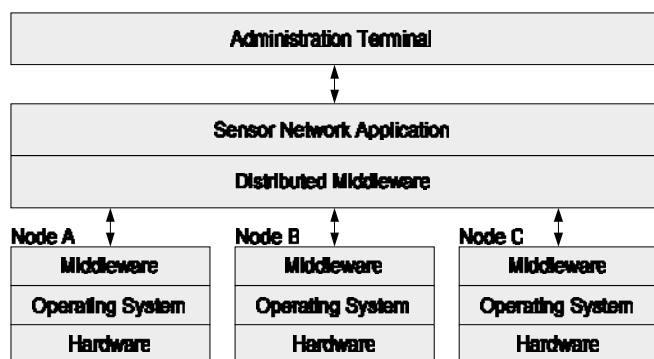 Administration Terminal
Sensor Network Application
Distributed Middleware
Node A
Node B
Node C
Middleware
Middleware
Middleware
Operating System
Operating System
Operating System
Hardware
Hardware
Hardware